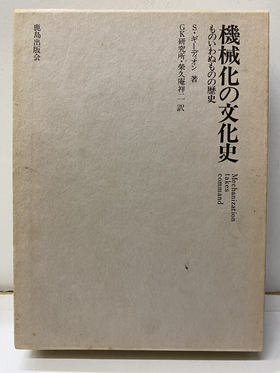 機械化の文化史
ものいわぬものの歴史
Mechanization
takes
command
S・ギーディオン 著
GK研究所・榮久庵祥二 訳
鹿島出版会